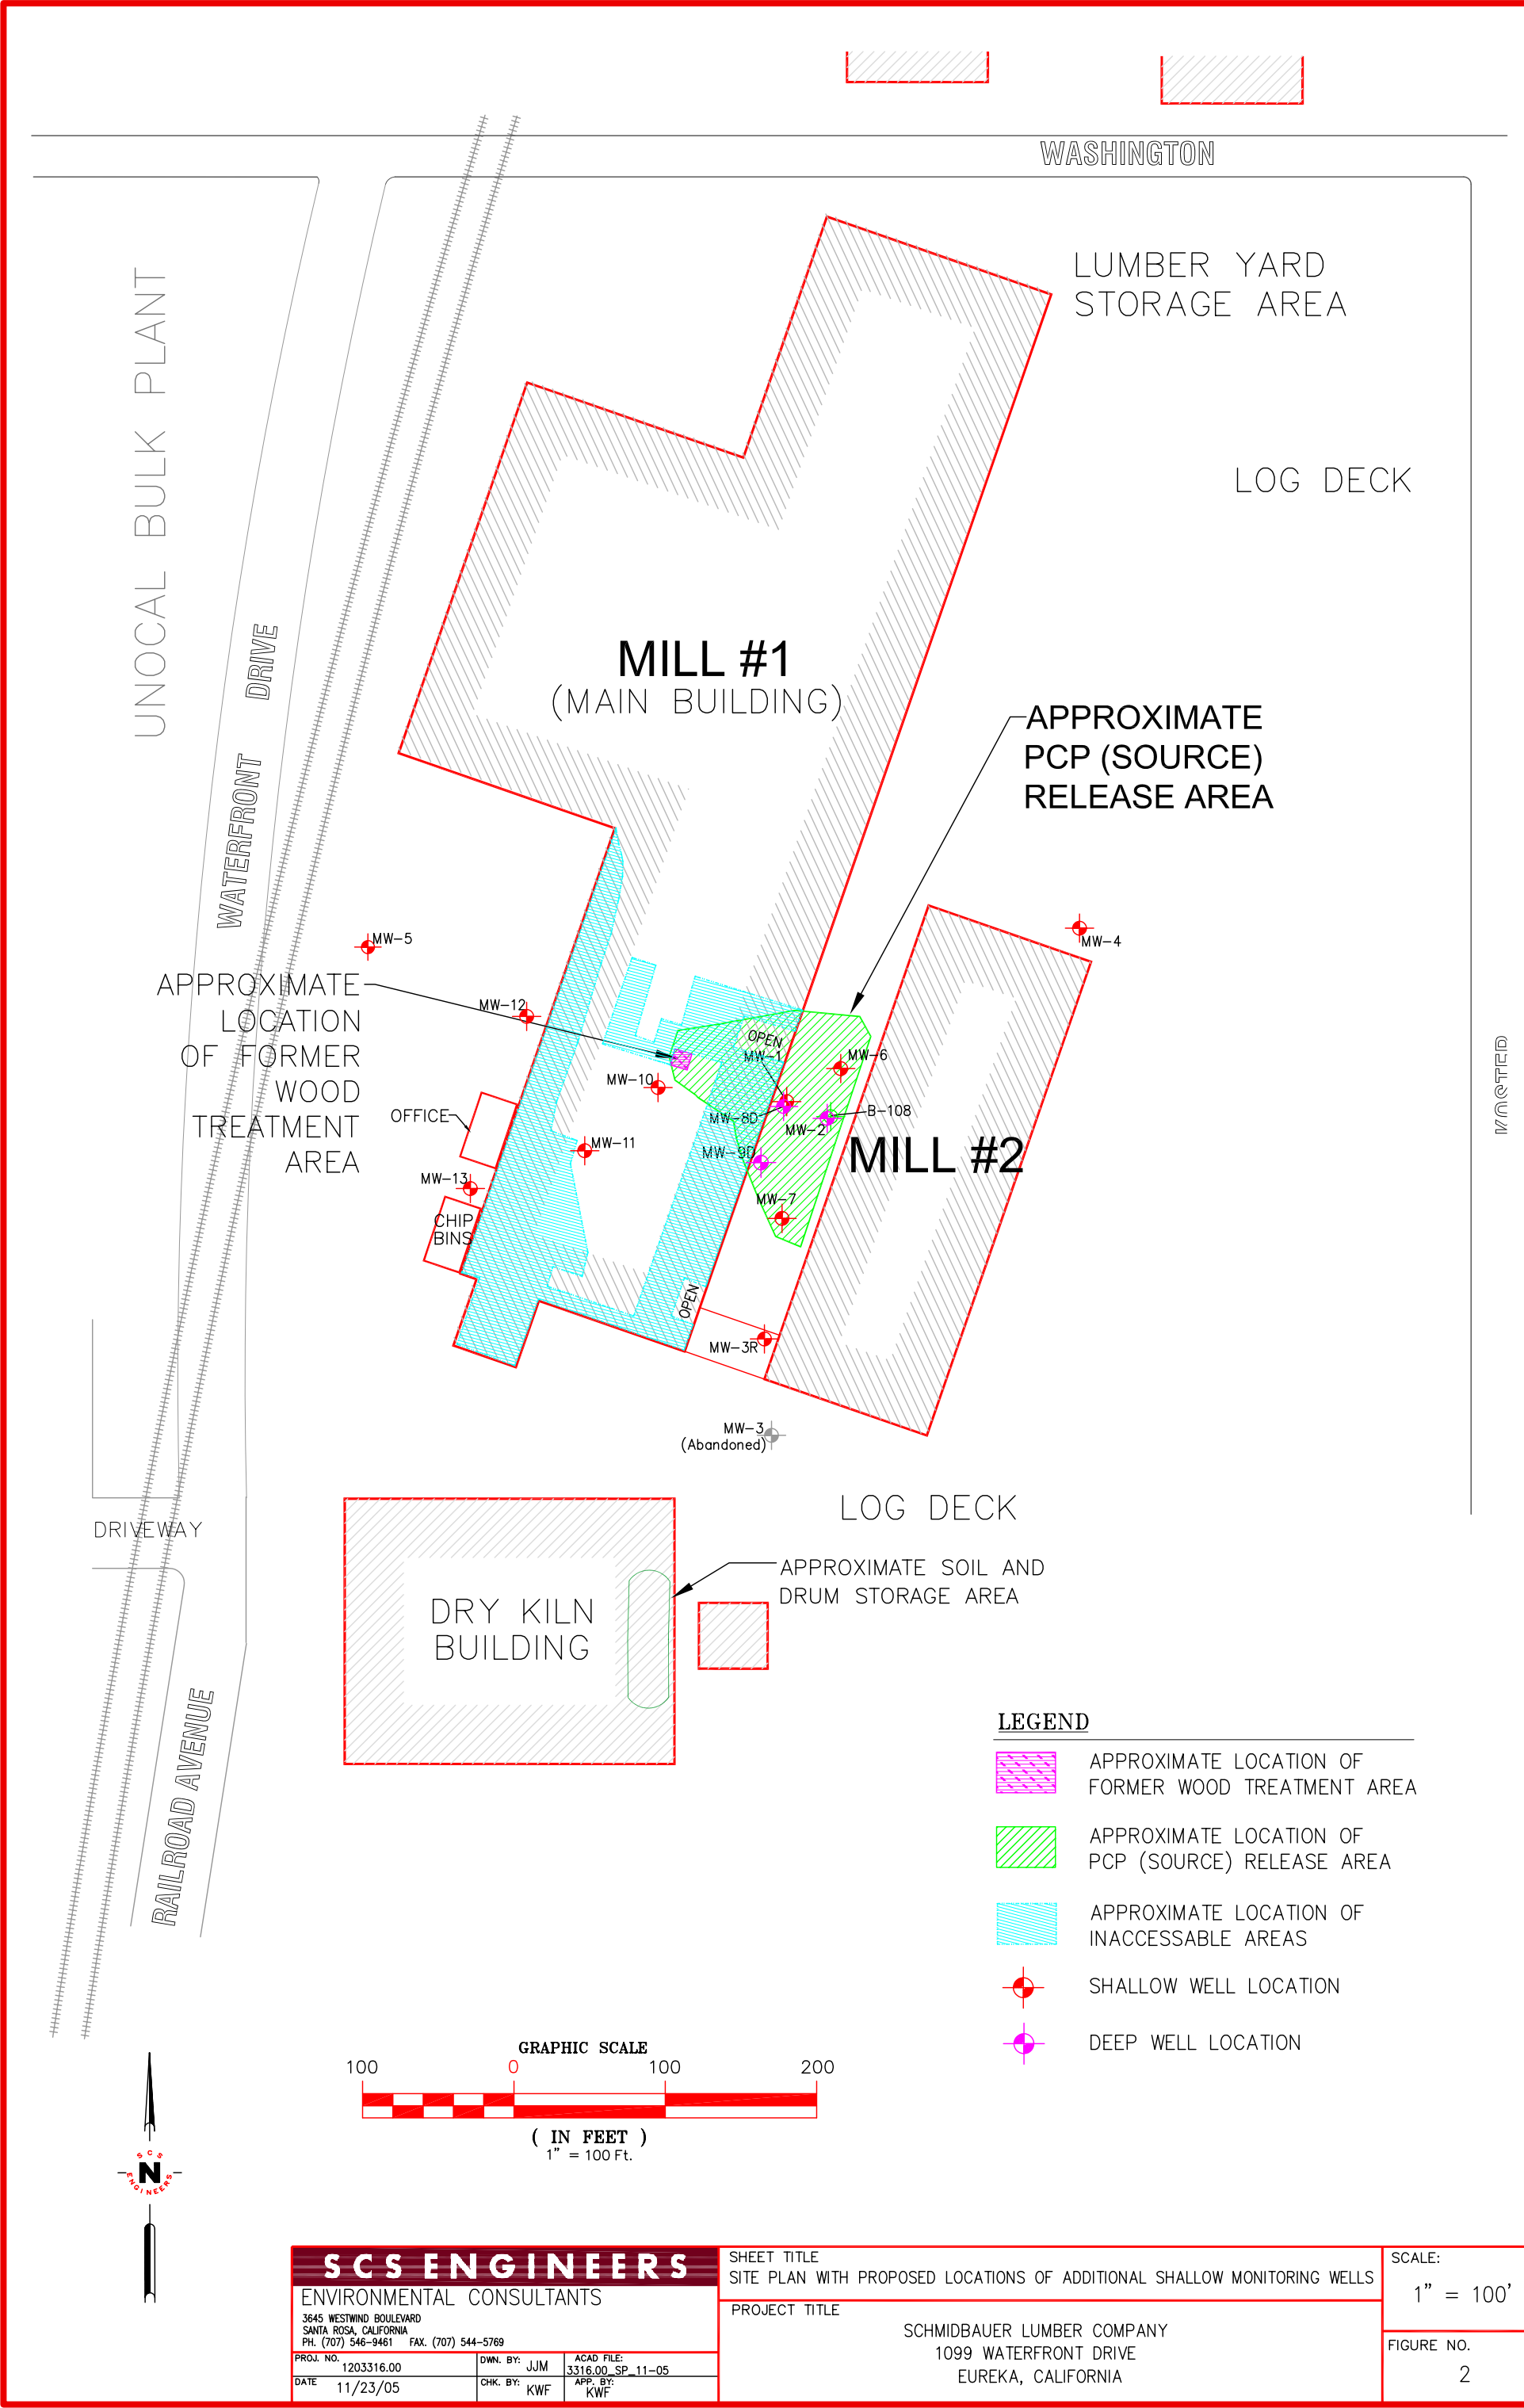 WASHINGTON
LUMBER YARD
STORAGE AREA
UNOCAL BULK PLANT
LOG DECK
WATERFRONT DRIVE
MILL #1
(MAIN BUILDING)
APPROXIMATE
PCP (SOURCE)
RELEASE AREA
MW-5
MW-4
APPROXIMATE
LOCATION
OF FORMER
WOOD
TREATMENT
AREA
MW-12
OPEN
MW-1
MW-6
MW-10
MW-8D
B-108
MW-2
OFFICE
MW-11
MW-9D
MILL #2
MW-13
MW-7
CHIP
BINS
OPEN
MW-3R
MW-3
(Abandoned)
LOG DECK
DRIVEWAY
APPROXIMATE SOIL AND
DRUM STORAGE AREA
DRY KILN
BUILDING
RAILROAD AVENUE
LEGEND
APPROXIMATE LOCATION OF
FORMER WOOD TREATMENT AREA
APPROXIMATE LOCATION OF
PCP (SOURCE) RELEASE AREA
APPROXIMATE LOCATION OF
INACCESSABLE AREAS
SHALLOW WELL LOCATION
DEEP WELL LOCATION
GRAPHIC SCALE
100 0 100 200
( IN FEET )
1" = 100 Ft.
SCS
N
ENGINEERS
SCS ENGINEERS
ENVIRONMENTAL CONSULTANTS
3645 WESTWIND BOULEVARD
SANTA ROSA, CALIFORNIA
PH. (707) 546-9461 FAX. (707) 544-5769
PROJ. NO. 1203316.00
DWN. BY: JJM
ACAD FILE: 3316.00_SP_11-05
DATE 11/23/05
CHK. BY: KWF
APP. BY: KWF
SHEET TITLE
SITE PLAN WITH PROPOSED LOCATIONS OF ADDITIONAL SHALLOW MONITORING WELLS
PROJECT TITLE
SCHMIDBAUER LUMBER COMPANY
1099 WATERFRONT DRIVE
EUREKA, CALIFORNIA
SCALE:
1" = 100'
FIGURE NO.
2